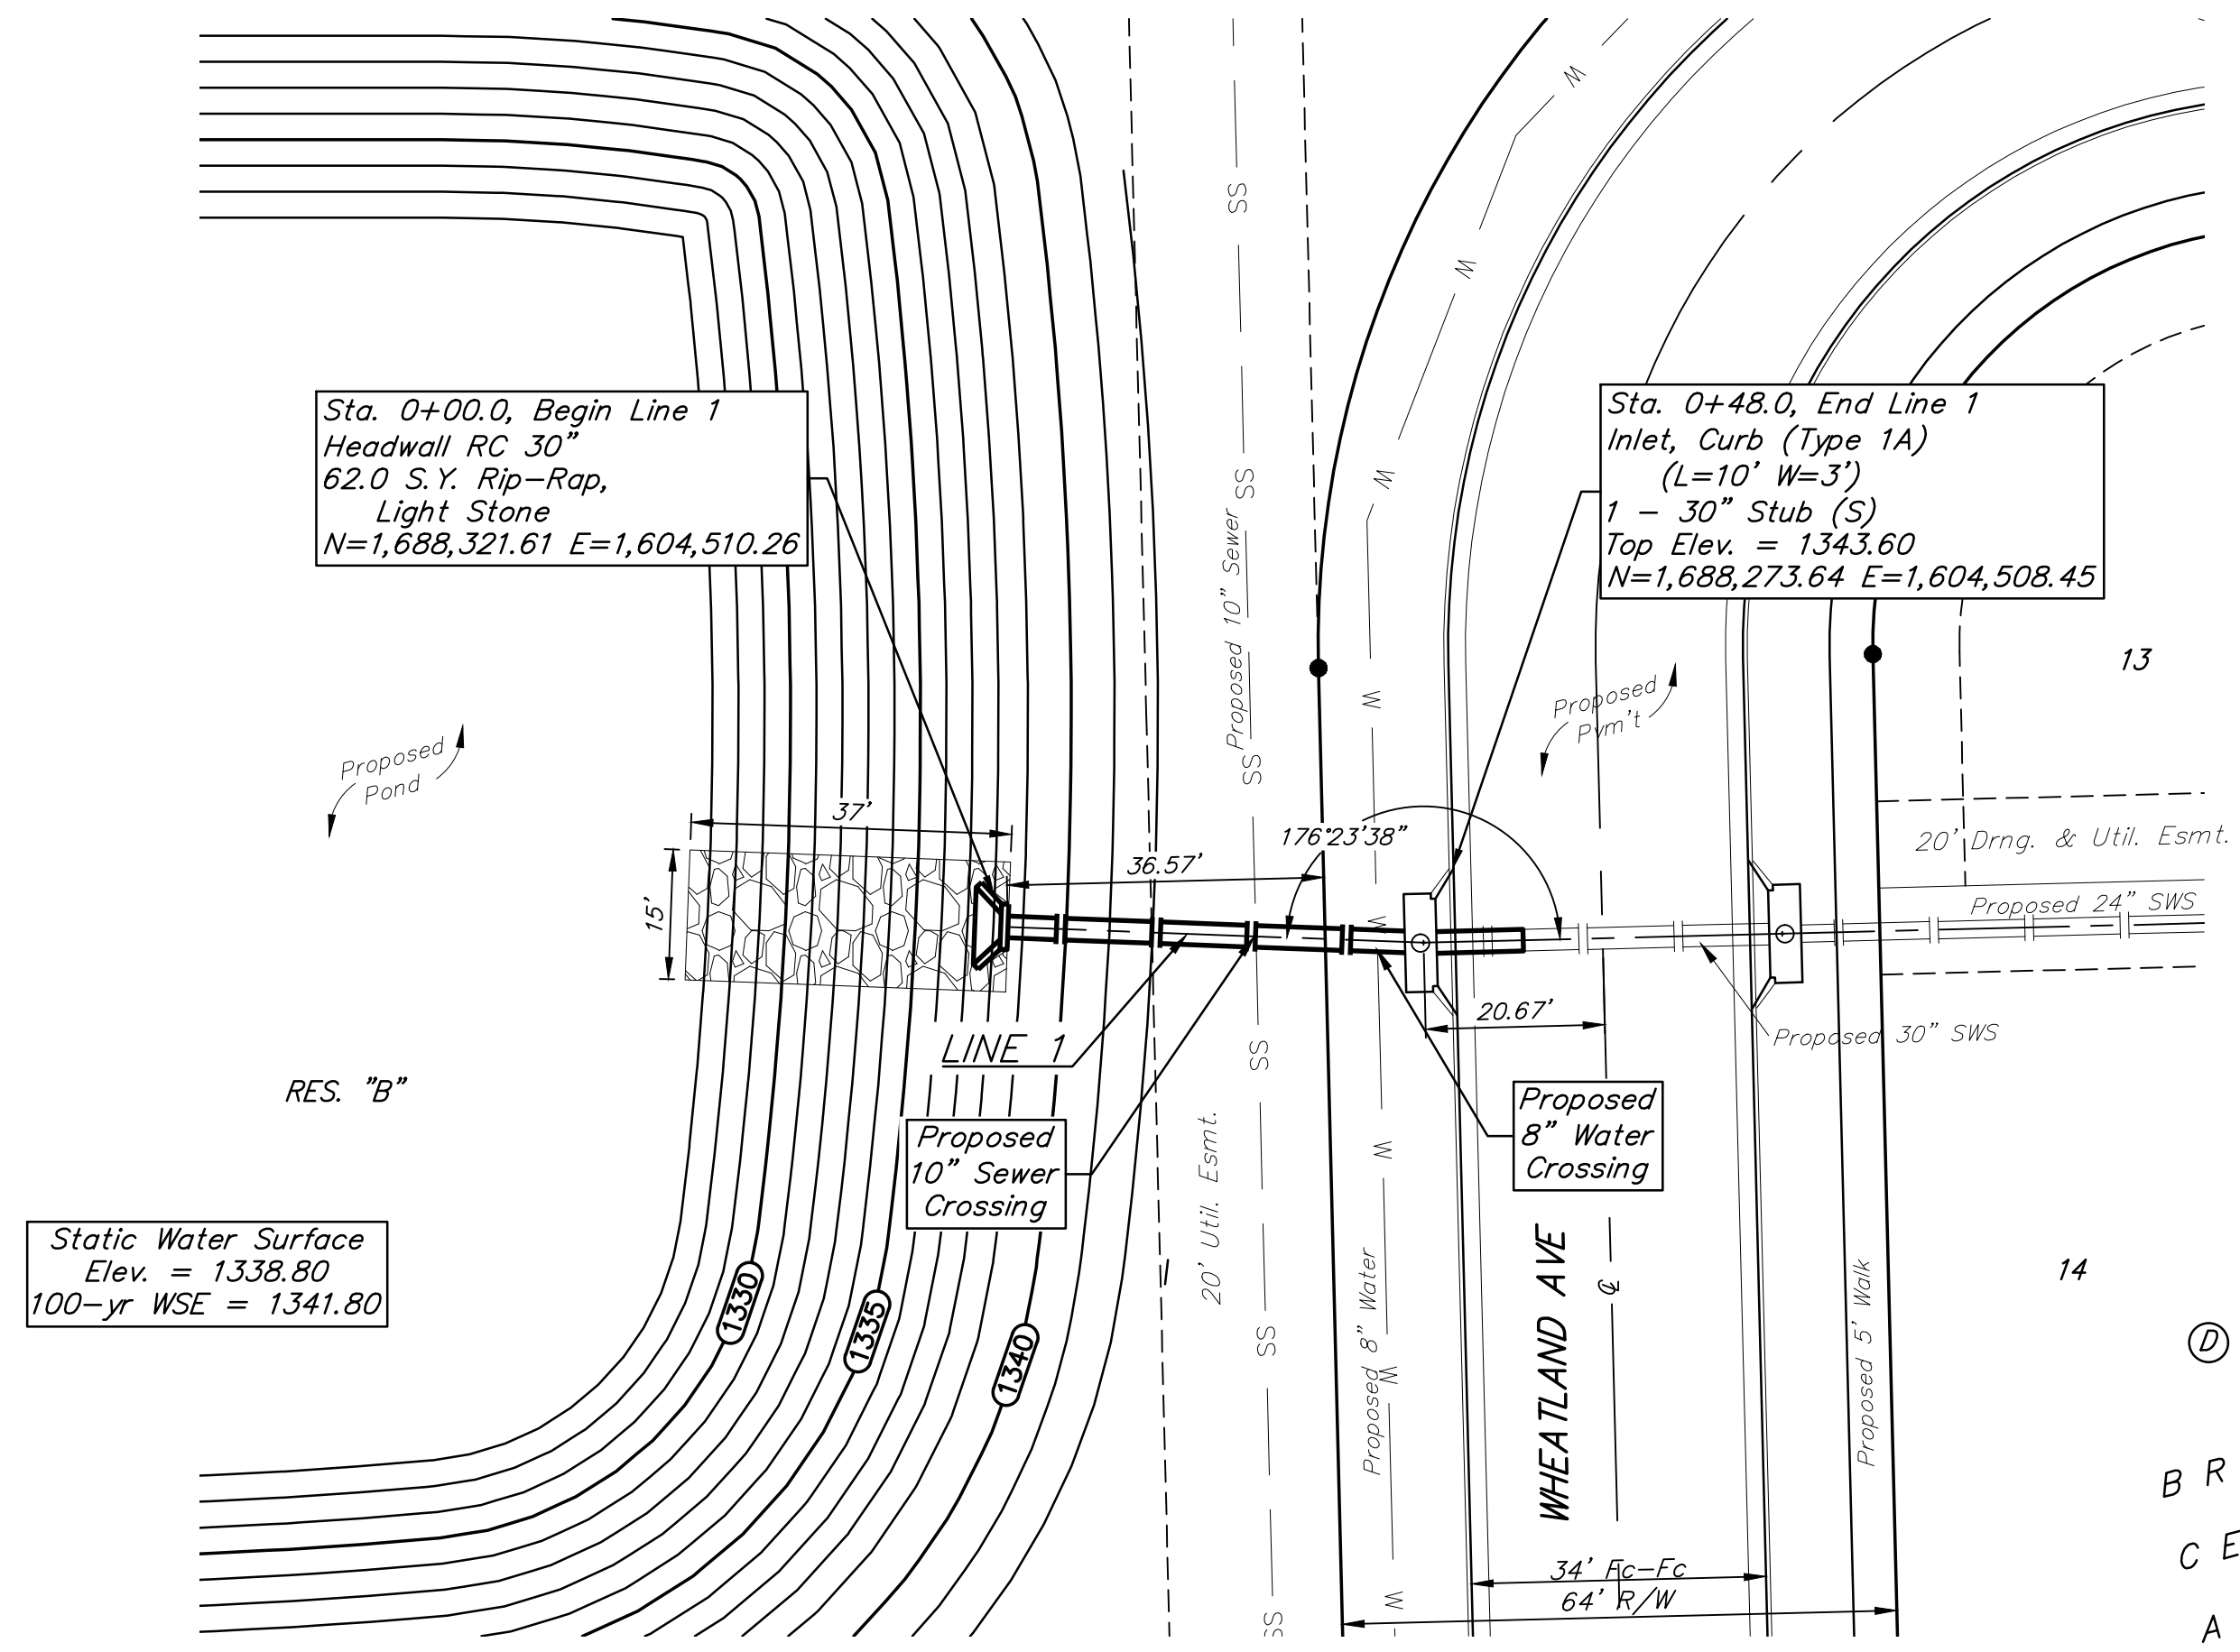 Sta. 0+00.0, Begin Line 1
Headwall RC 30"
62.0 S.Y. Rip-Rap,
Light Stone
N=1,688,321.61 E=1,604,510.26
Sta. 0+48.0, End Line 1
Inlet, Curb (Type 1A)
(L=10' W=3')
1 - 30" Stub (S)
Top Elev. = 1343.60
N=1,688,273.64 E=1,604,508.45
SS
SS
SS
SS
SS
SS
W
W
W
W
W
W
W
W
W
Proposed 10" Sewer
13
Proposed
Pym't
Proposed
Pond
37'
15'
36.57'
176°23'38"
20' Drng. & Util. Esmt.
Proposed 24" SWS
20.67'
Proposed 30" SWS
LINE 1
RES. "B"
Proposed
10" Sewer
Crossing
Proposed
8" Water
Crossing
20' Util. Esmt.
Static Water Surface
Elev. = 1338.80
100-yr WSE = 1341.80
1330
1335
1340
Proposed 8" Water
WHEATLAND AVE
℄
Proposed 5' Walk
14
D
B R
C E
A
34' Fc-Fc
64' R/W